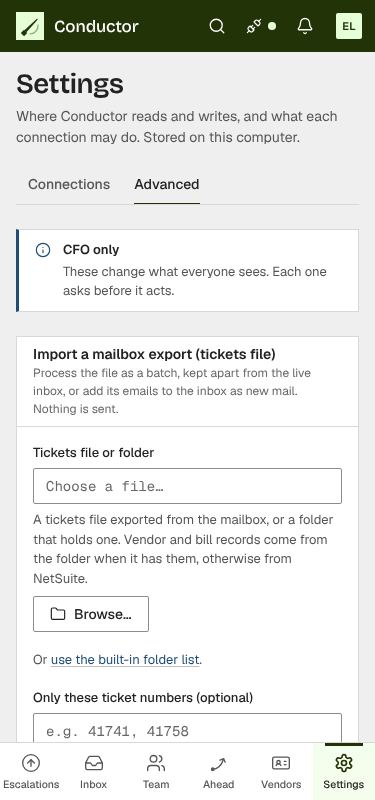 Conductor
EL
Settings
Where Conductor reads and writes, and what each
connection may do. Stored on this computer.
Connections
Advanced
CFO only
These change what everyone sees. Each one
asks before it acts.
Import a mailbox export (tickets file)
Process the file as a batch, kept apart from the live
inbox, or add its emails to the inbox as new mail.
Nothing is sent.
Tickets file or folder
Choose a file…
A tickets file exported from the mailbox, or a folder
that holds one. Vendor and bill records come from
the folder when it has them, otherwise from
NetSuite.
Browse…
Or use the built-in folder list.
Only these ticket numbers (optional)
e.g. 41741, 41758
Escalations
Inbox
Team
Ahead
Vendors
Settings